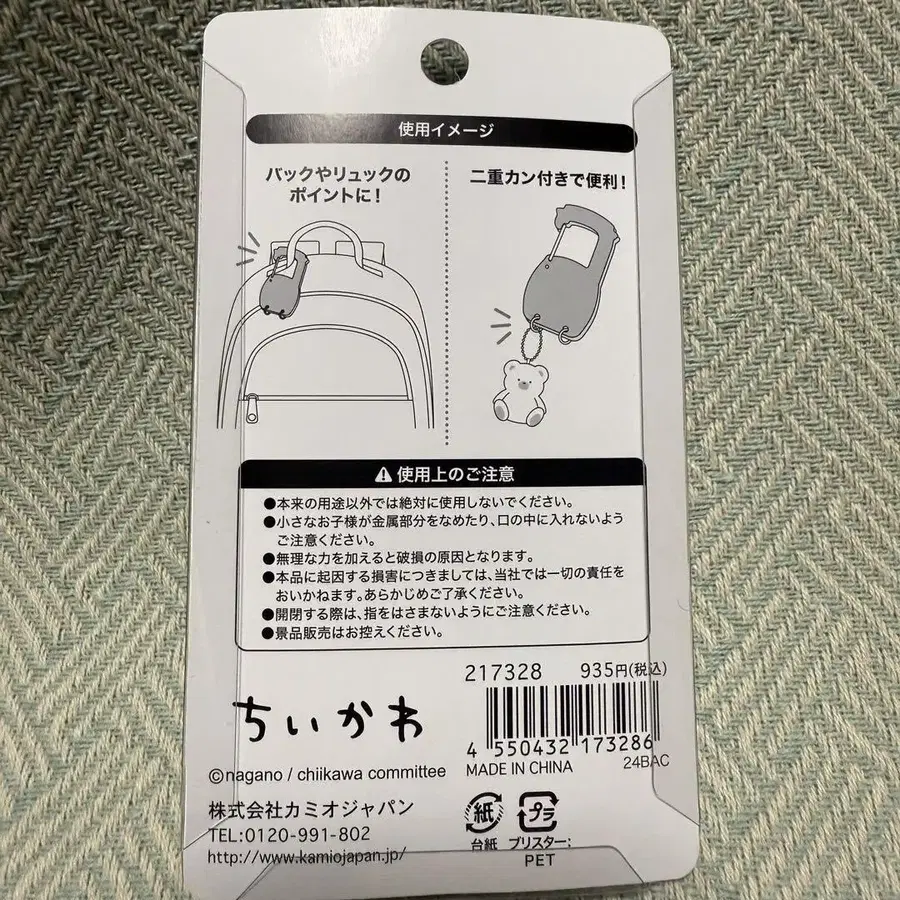 使用イメージ
バックやリュックの
ポイントに!
二重カン付きで便利!
使用上のご注意
●本来の用途以外では絶対に使用しないでください。
●小さなお子様が金属部分をなめたり、口の中に入れないよう
ご注意ください。
●無理な力を加えると破損の原因となります。
●本品に起因する損害につきましては、当社では一切の責任を
おいかねます。あらかじめご了承ください。
●開閉する際は、指をはさまないようにご注意ください。
●景品販売はお控えください。
217328 935円(税込)
4 550432 173286
MADE IN CHINA 24BAC
ちいかわ
©nagano / chiikawa committee
株式会社カミオジャパン
TEL:0120-991-802
http://www.kamiojapan.jp/
紙 プラ
台紙 ブリスター:
PET